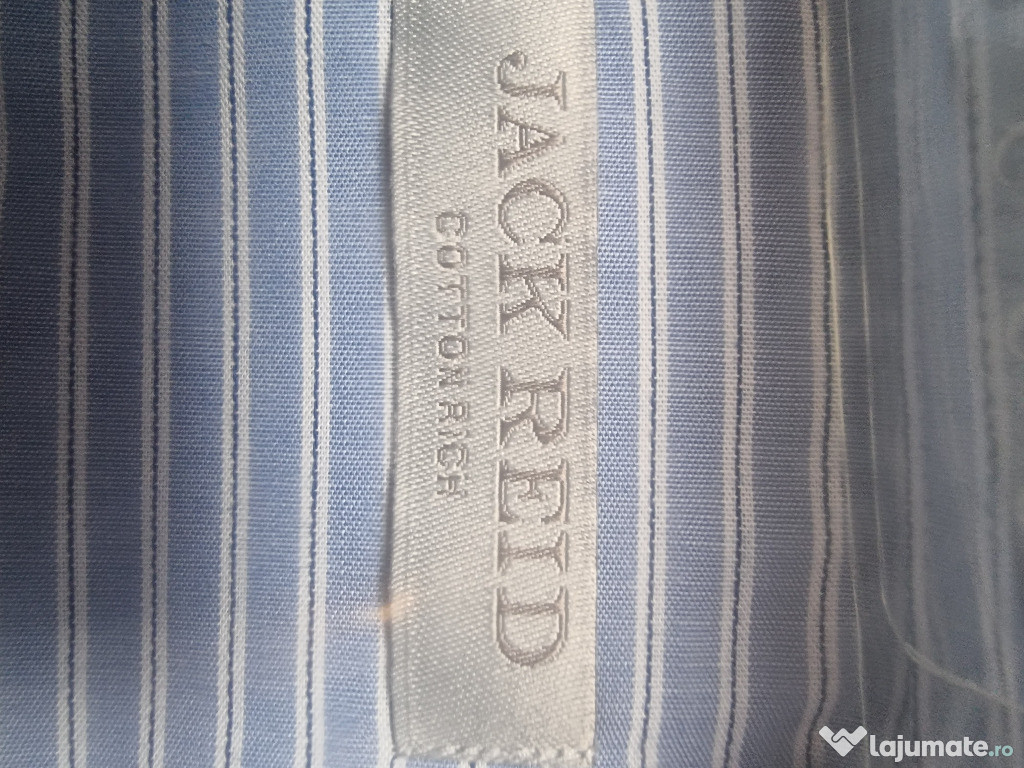 JACK REID
COTTON RICH
lajumate.ro